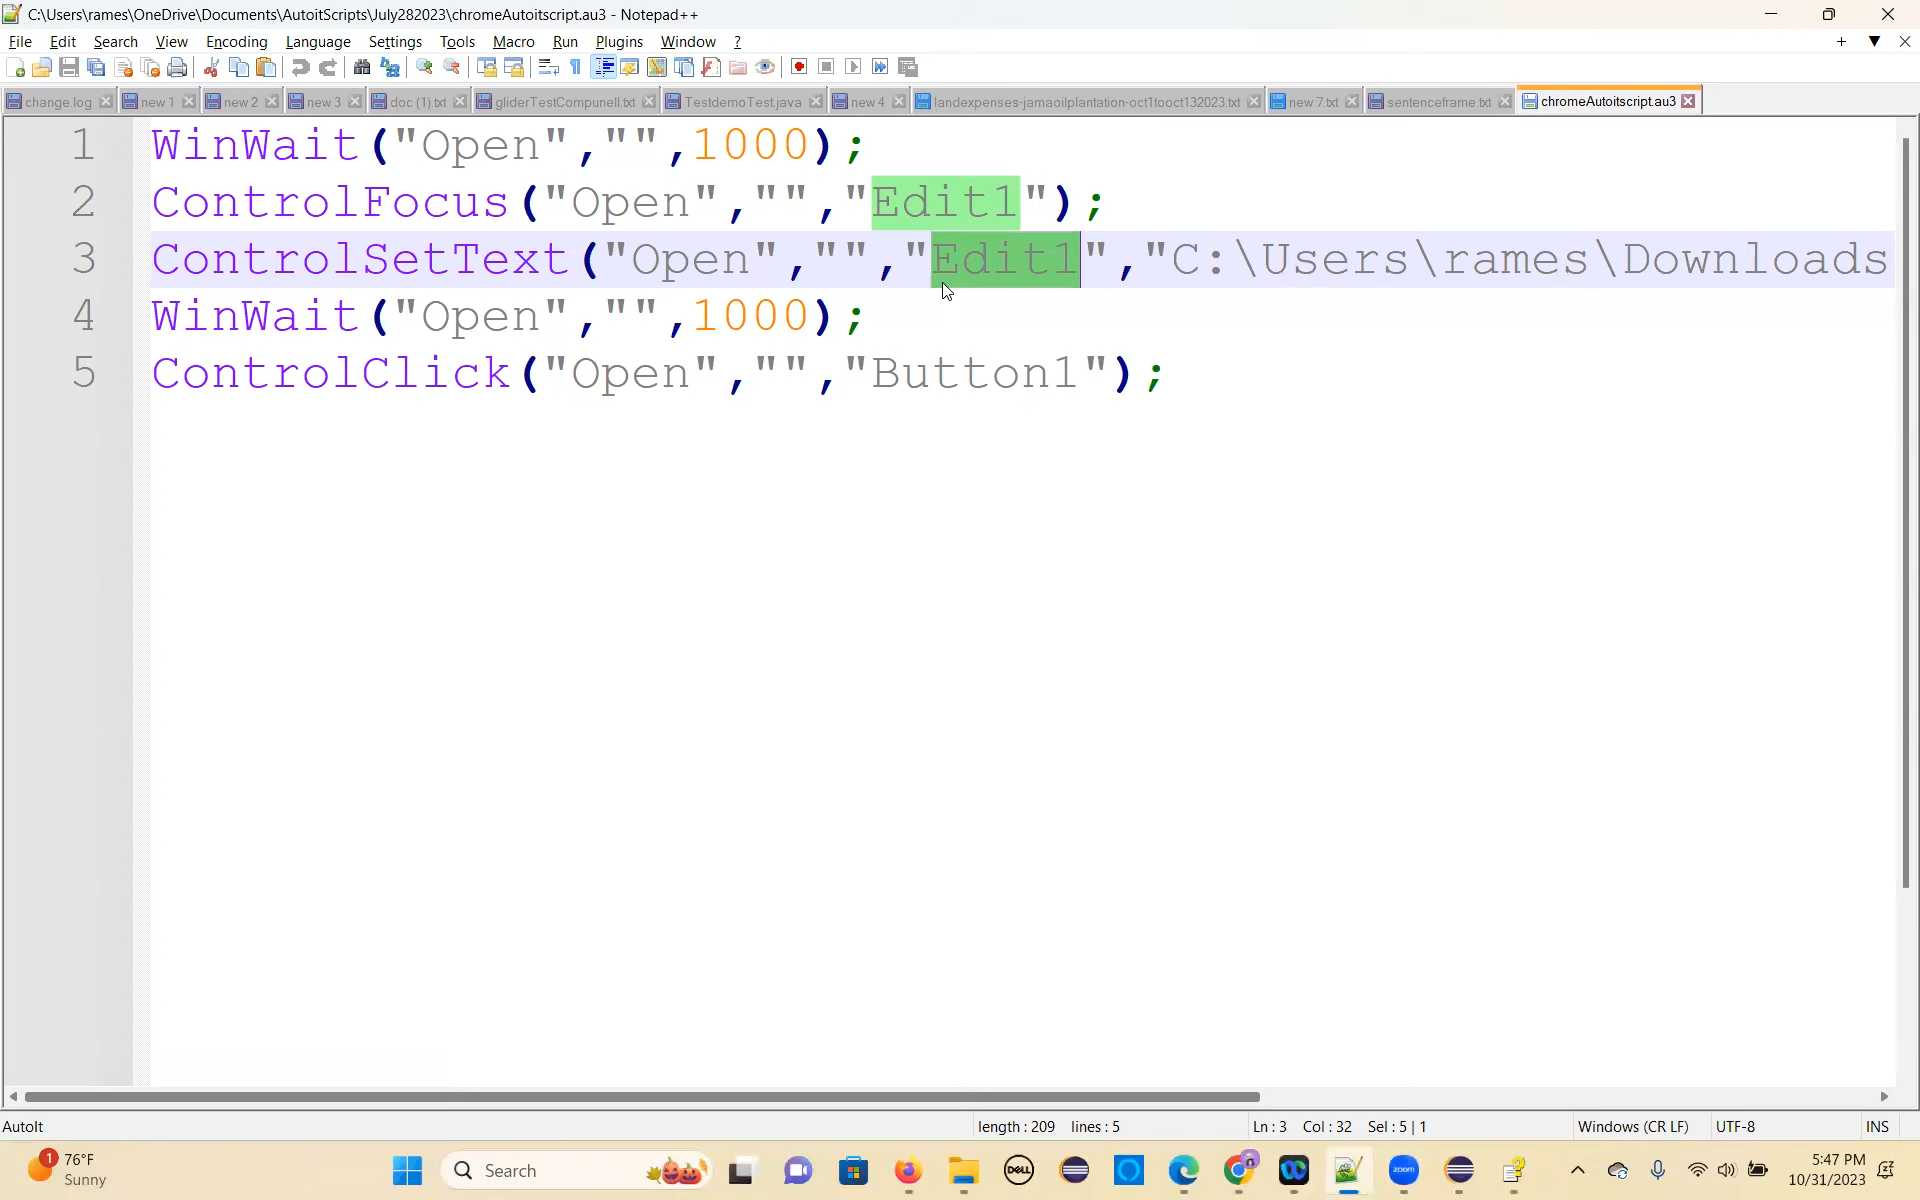 C:\Users\rames\OneDrive\Documents\AutoitScripts\July282023\chromeAutoitscript.au3 - Notepad++
File Edit Search View Encoding Language Settings Tools Macro Run Plugins Window ?
change.log new 1 new 2 new 3 doc (1).txt gliderTestCompunell.txt TestdemoTest.java new 4 landexpenses-jamaoilplantation-oct1tooct132023.txt new 7.txt sentenceframe.txt chromeAutoitscript.au3
1 WinWait("Open","",1000);
2 ControlFocus("Open","","Edit1");
3 ControlSetText("Open","","Edit1","C:\Users\rames\Downloads
4 WinWait("Open","",1000);
5 ControlClick("Open","","Button1");
AutoIt length : 209 lines : 5 Ln : 3 Col : 32 Sel : 5 | 1 Windows (CR LF) UTF-8 INS
1 76°F
Sunny
Search
DELL
zoom
5:47 PM
10/31/2023